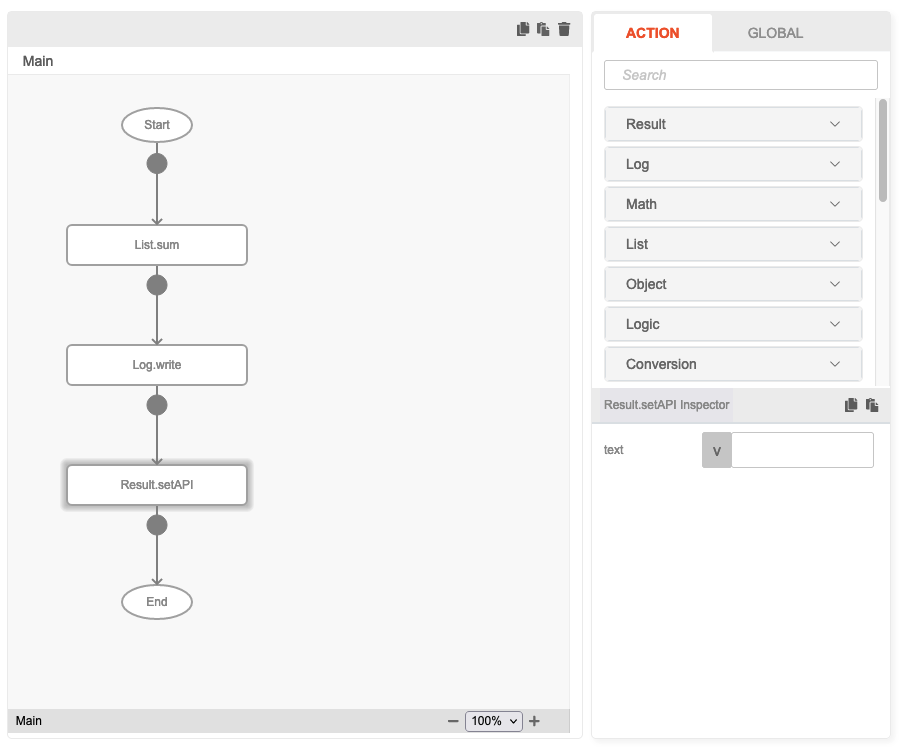 Main
Start
List.sum
Log.write
Result.setAPI
End
Main
100%
ACTION GLOBAL
Search
Result
Log
Math
List
Object
Logic
Conversion
Result.setAPI Inspector
text V